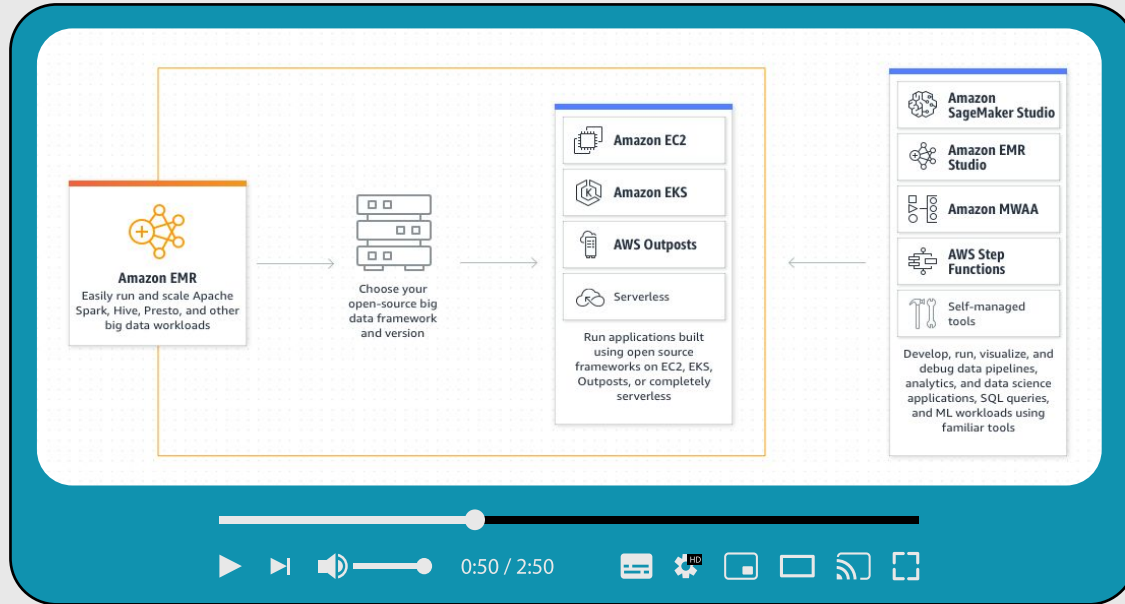 Amazon EMR
Easily run and scale Apache
Spark, Hive, Presto, and other
big data workloads
Choose your
open-source big
data framework
and version
Amazon EC2
Amazon EKS
AWS Outposts
Serverless
Run applications built
using open source
frameworks on EC2, EKS,
Outposts, or completely
serverless
Amazon
SageMaker Studio
Amazon EMR
Studio
Amazon MWAA
AWS Step
Functions
Self-managed
tools
Develop, run, visualize, and
debug data pipelines,
analytics, and data science
applications, SQL queries,
and ML workloads using
familiar tools
0:50 / 2:50
HD